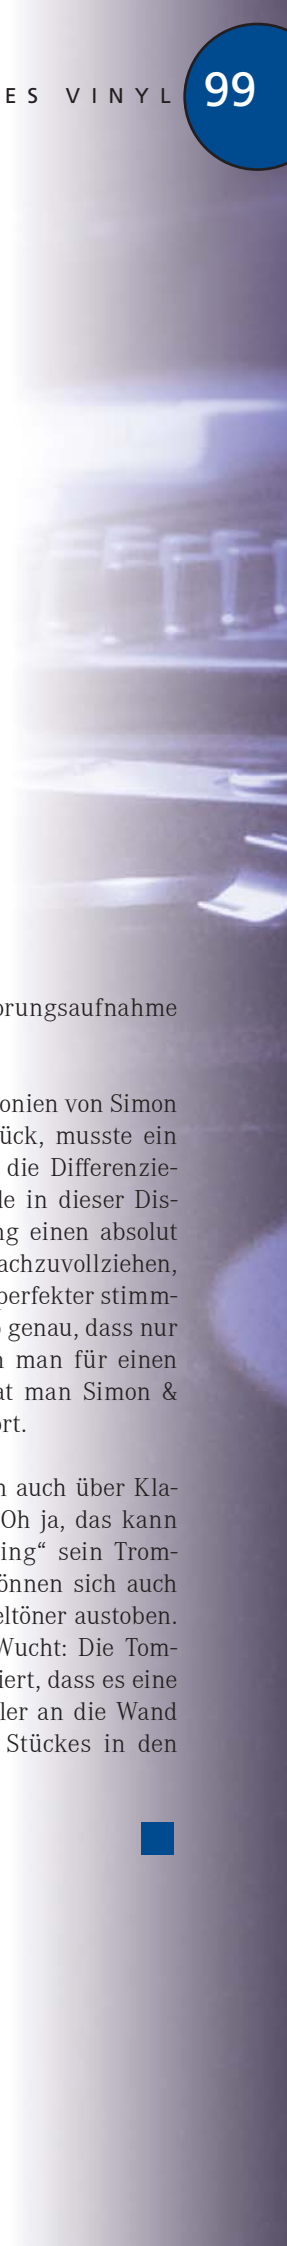 ES VINYL 99
orungsaufnahme
onien von Simon
ück, musste ein
die Differenzie-
le in dieser Dis-
ng einen absolut
achzuvollziehen,
perfekter stimm-
genau, dass nur
n man für einen
at man Simon &
rt.
n auch über Kla-
Oh ja, das kann
ing“ sein Trom-
önnen sich auch
eltöner austoben.
Wucht: Die Tom-
iert, dass es eine
ler an die Wand
Stückes in den